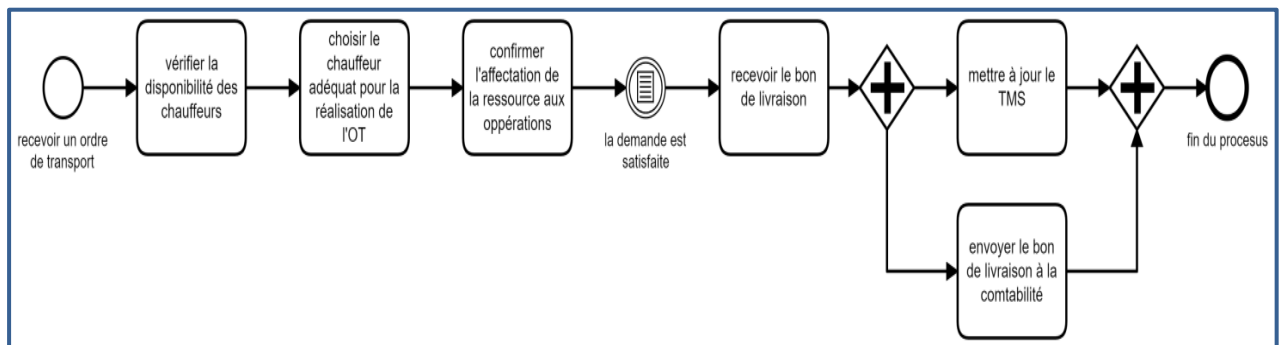 recevoir un ordre
de transport
vérifier la
disponibilité des
chauffeurs
choisir le
chauffeur
adéquat pour la
réalisation de
l'OT
confirmer
l'affectation de
la ressource aux
oppérations
la demande est
satisfaite
recevoir le bon
de livraison
mettre à jour le
TMS
envoyer le bon
de livraison à la
comtabilité
fin du procesus